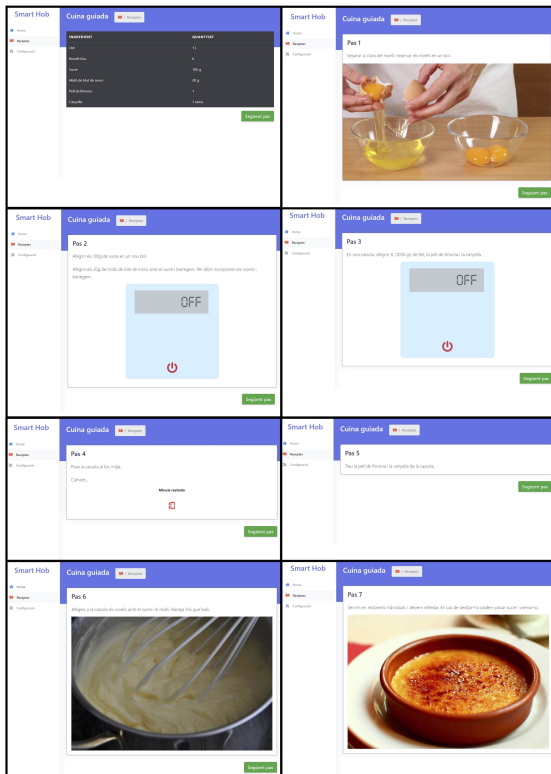 Smart Hob
Home
Receptes
Configuració
Cuina guiada
/ Receptes
INGREDIENT QUANTITAT
Llet 1 L
Rovell d'ou 6
Sucre 100 g
Midó de blat de moro 20 g
Pell de llimona 1
Canyella 1 rama
Següent pas
Smart Hob
Home
Receptes
Configuració
Cuina guiada
/ Receptes
Pas 1
Separar la clara del rovell i reservar els rovells en un bol.
Següent pas
Smart Hob
Home
Receptes
Configuració
Cuina guiada
/ Receptes
Pas 2
Afegim els 100g de sucre en un nou bol.
Afegim els 20g de midó de blat de moro amb el sucre i barregem. Per últim incorporem els rovells i
barregem.
OFF
Següent pas
Smart Hob
Home
Receptes
Configuració
Cuina guiada
/ Receptes
Pas 3
En una cassola, afegim 1L (1030 gr) de llet, la pell de llimona i la canyella.
OFF
Següent pas
Smart Hob
Home
Receptes
Configuració
Cuina guiada
/ Receptes
Pas 4
Posa la cassola al foc mitjà.
Cuinant...
Minuts restants
Següent pas
Smart Hob
Home
Receptes
Configuració
Cuina guiada
/ Receptes
Pas 5
Treu la pell de llimona i la canyella de la cassola.
Següent pas
Smart Hob
Home
Receptes
Configuració
Cuina guiada
/ Receptes
Pas 6
Afegeix a la cassola els rovells amb el sucre i el midó. Barreja fins que bulli.
Següent pas
Smart Hob
Home
Receptes
Configuració
Cuina guiada
/ Receptes
Pas 7
Servim en recipients individuals i deixem refredar. En cas de desitjar-ho podem posar sucre i cremar-lo.